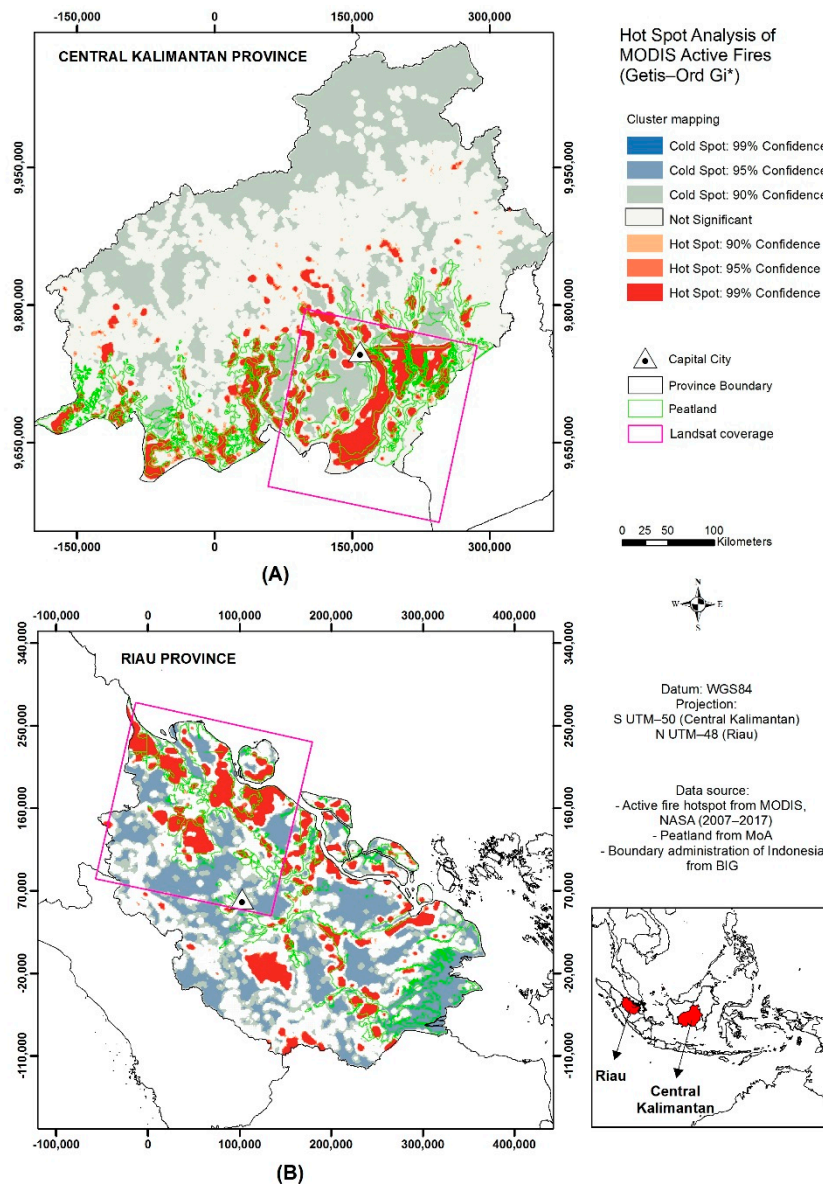 -150,000 0 150,000 300,000
CENTRAL KALIMANTAN PROVINCE
9,950,000
9,800,000
9,650,000
9,950,000
9,800,000
9,650,000
-150,000 0 150,000 300,000
(A)
-100,000 0 100,000 200,000 300,000 400,000
RIAU PROVINCE
340,000
250,000
160,000
70,000
-20,000
-110,000
340,000
250,000
160,000
70,000
-20,000
-110,000
-100,000 0 100,000 200,000 300,000 400,000
(B)
Hot Spot Analysis of
MODIS Active Fires
(Getis–Ord Gi*)
Cluster mapping
Cold Spot: 99% Confidence
Cold Spot: 95% Confidence
Cold Spot: 90% Confidence
Not Significant
Hot Spot: 90% Confidence
Hot Spot: 95% Confidence
Hot Spot: 99% Confidence
Capital City
Province Boundary
Peatland
Landsat coverage
0 25 50 100
Kilometers
N
W E
S
Datum: WGS84
Projection:
S UTM–50 (Central Kalimantan)
N UTM–48 (Riau)
Data source:
- Active fire hotspot from MODIS,
NASA (2007–2017)
- Peatland from MoA
- Boundary administration of Indonesia
from BIG
Riau
Central
Kalimantan